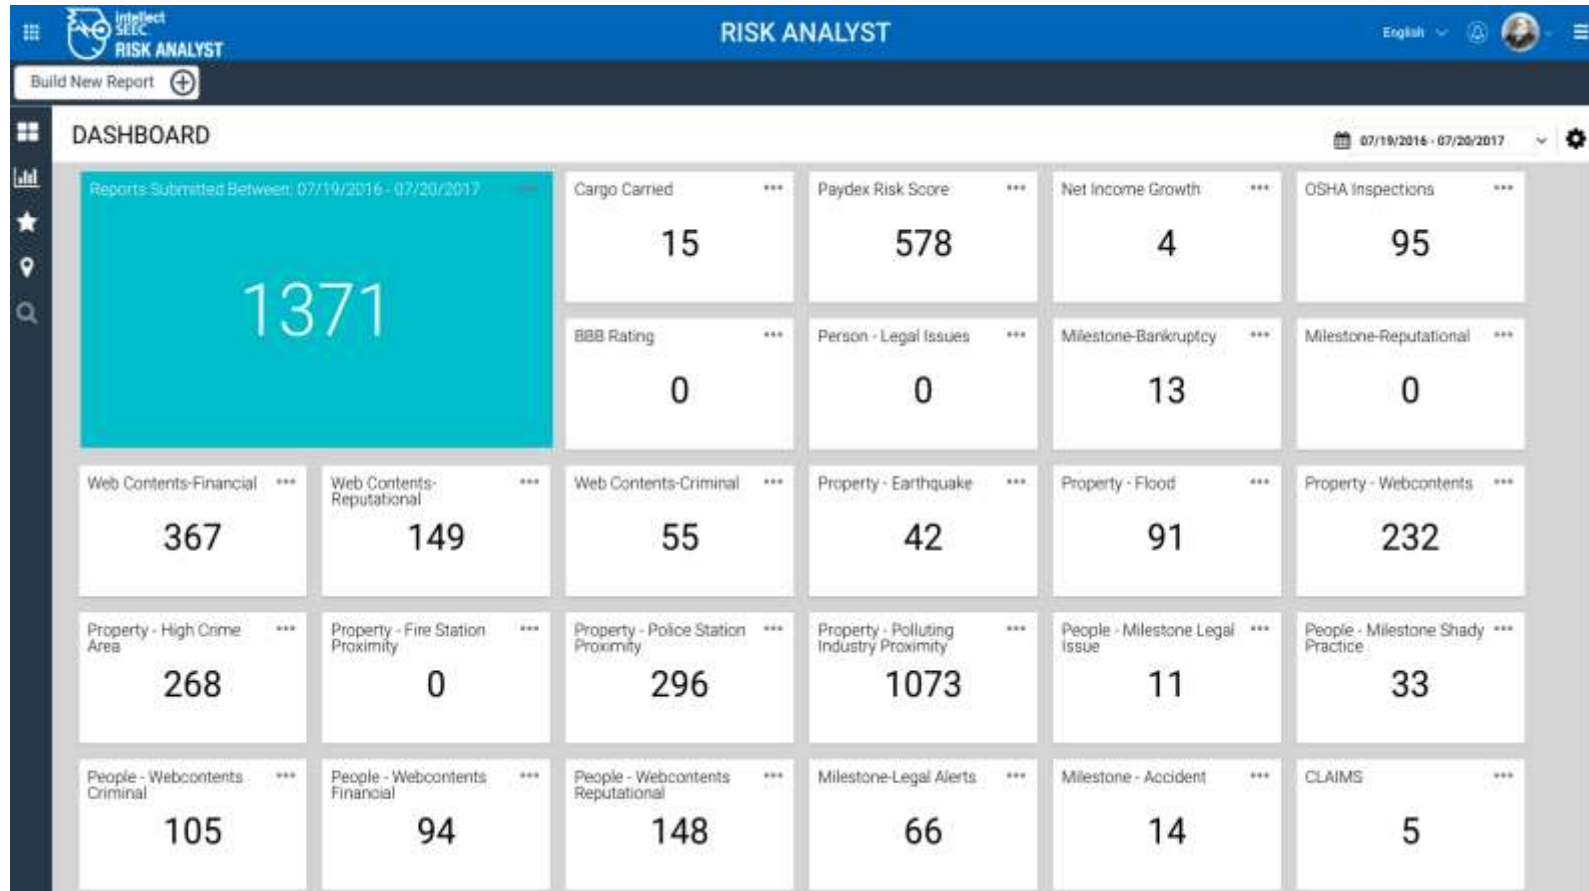 intellect
SEEC
RISK ANALYST
RISK ANALYST
English
Build New Report
DASHBOARD
07/19/2016 - 07/20/2017
Reports Submitted Between: 07/19/2016 - 07/20/2017
1371
Cargo Carried
15
Paydex Risk Score
578
Net Income Growth
4
OSHA Inspections
95
BBB Rating
0
Person - Legal Issues
0
Milestone-Bankruptcy
13
Milestone-Reputational
0
Web Contents-Financial
367
Web Contents-
Reputational
149
Web Contents-Criminal
55
Property - Earthquake
42
Property - Flood
91
Property - Webcontents
232
Property - High Crime
Area
268
Property - Fire Station
Proximity
0
Property - Police Station
Proximity
296
Property - Polluting
Industry Proximity
1073
People - Milestone Legal
Issue
11
People - Milestone Shady
Practice
33
People - Webcontents
Criminal
105
People - Webcontents
Financial
94
People - Webcontents
Reputational
148
Milestone-Legal Alerts
66
Milestone - Accident
14
CLAIMS
5